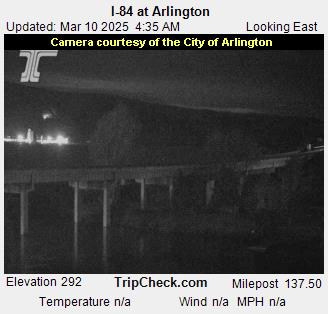 I-84 at Arlington
Updated: Mar 10 2025 4:35 AM Looking East
Camera courtesy of the City of Arlington
Elevation 292 TripCheck.com Milepost 137.50
Temperature n/a Wind n/a MPH n/a